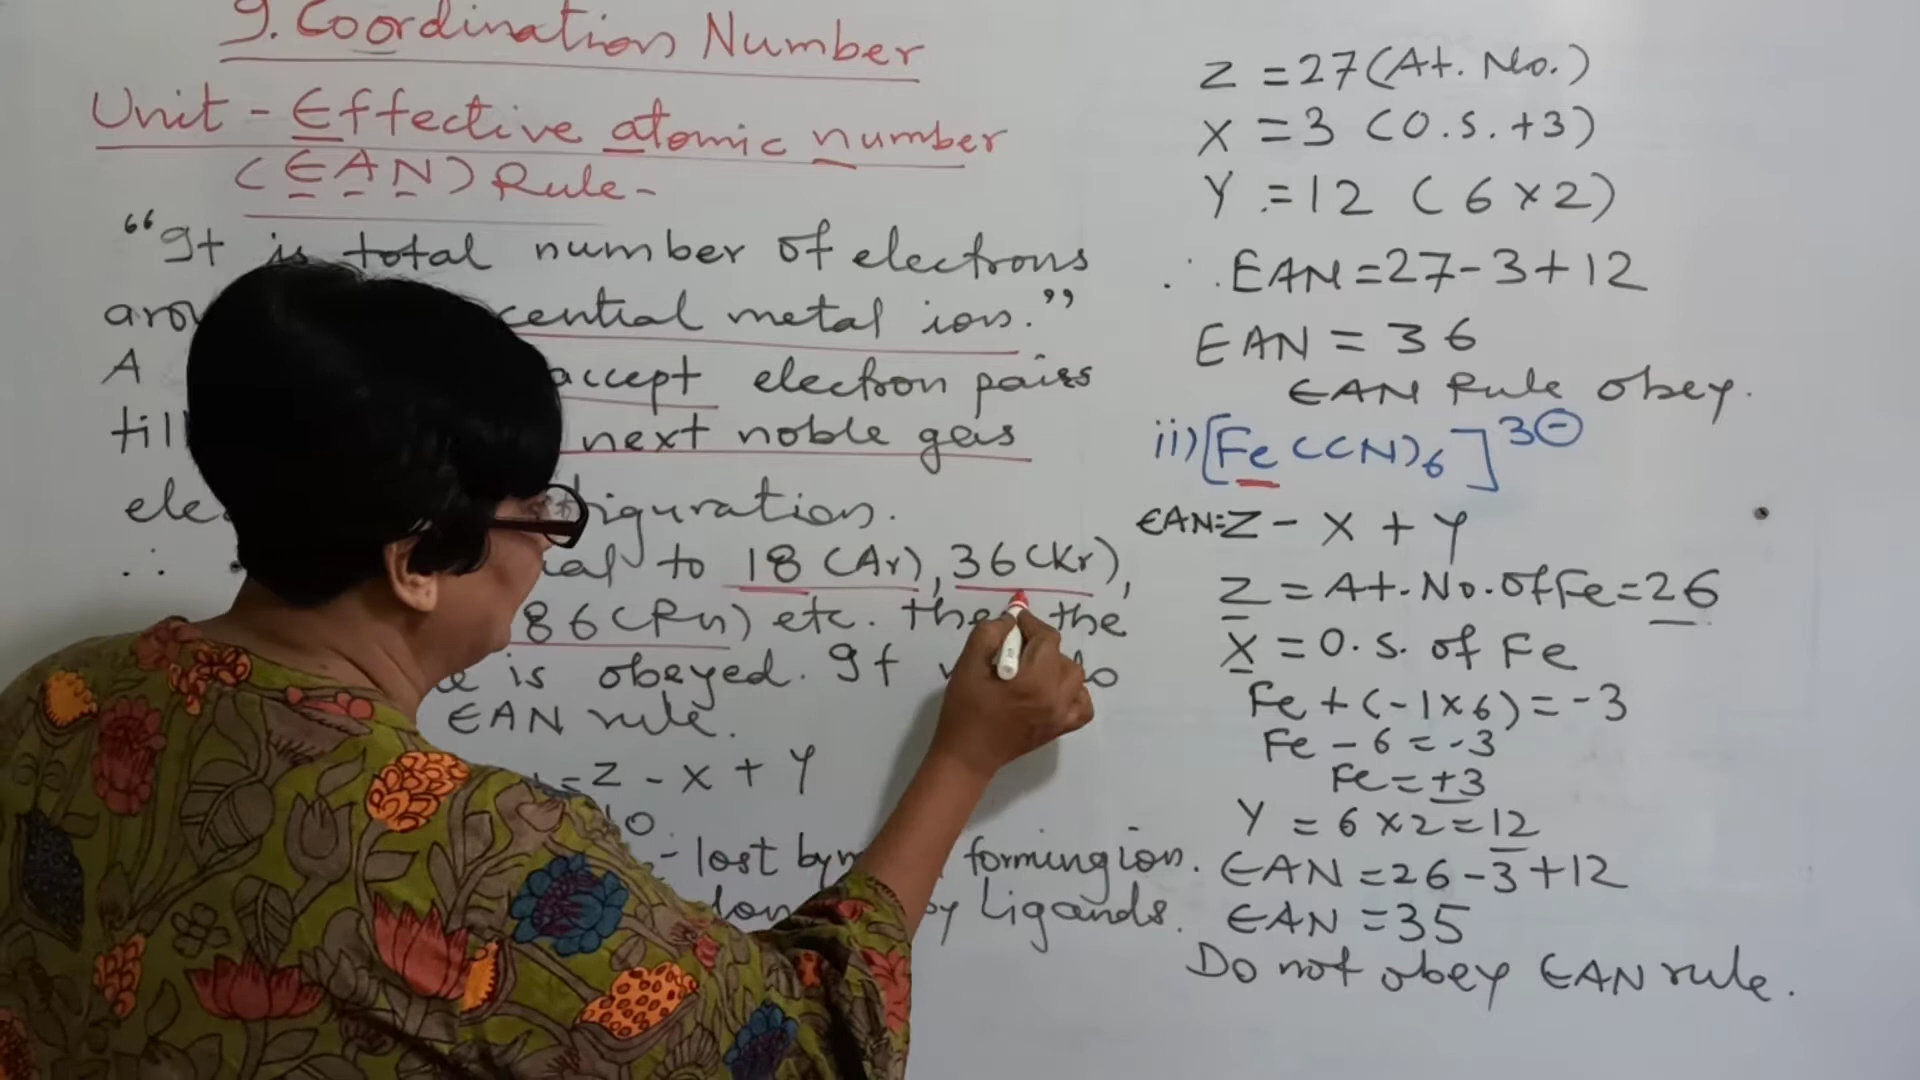 9. Coordination Number
Unit - Effective atomic number
(EAN) Rule-
"It is total number of electrons
central metal ion."
A accept electron pairs
till next noble gas
configuration.
∴ to 18 (Ar), 36(Kr),
86(Rn) etc. then the
is obeyed. If
EAN rule.
= Z - X + Y
lost by forming ion.
by Ligands.
Z = 27 (At. No.)
X = 3 (O.S. +3)
Y = 12 (6 x 2)
∴ EAN = 27 - 3 + 12
EAN = 36
EAN Rule obey.
ii) [Fe(CN)6]3⊖
EAN = Z - X + Y
Z = At. No. of Fe = 26
X = O.S. of Fe
Fe + (-1 x 6) = -3
Fe - 6 = -3
Fe = +3
Y = 6 x 2 = 12
EAN = 26 - 3 + 12
EAN = 35
Do not obey EAN rule.